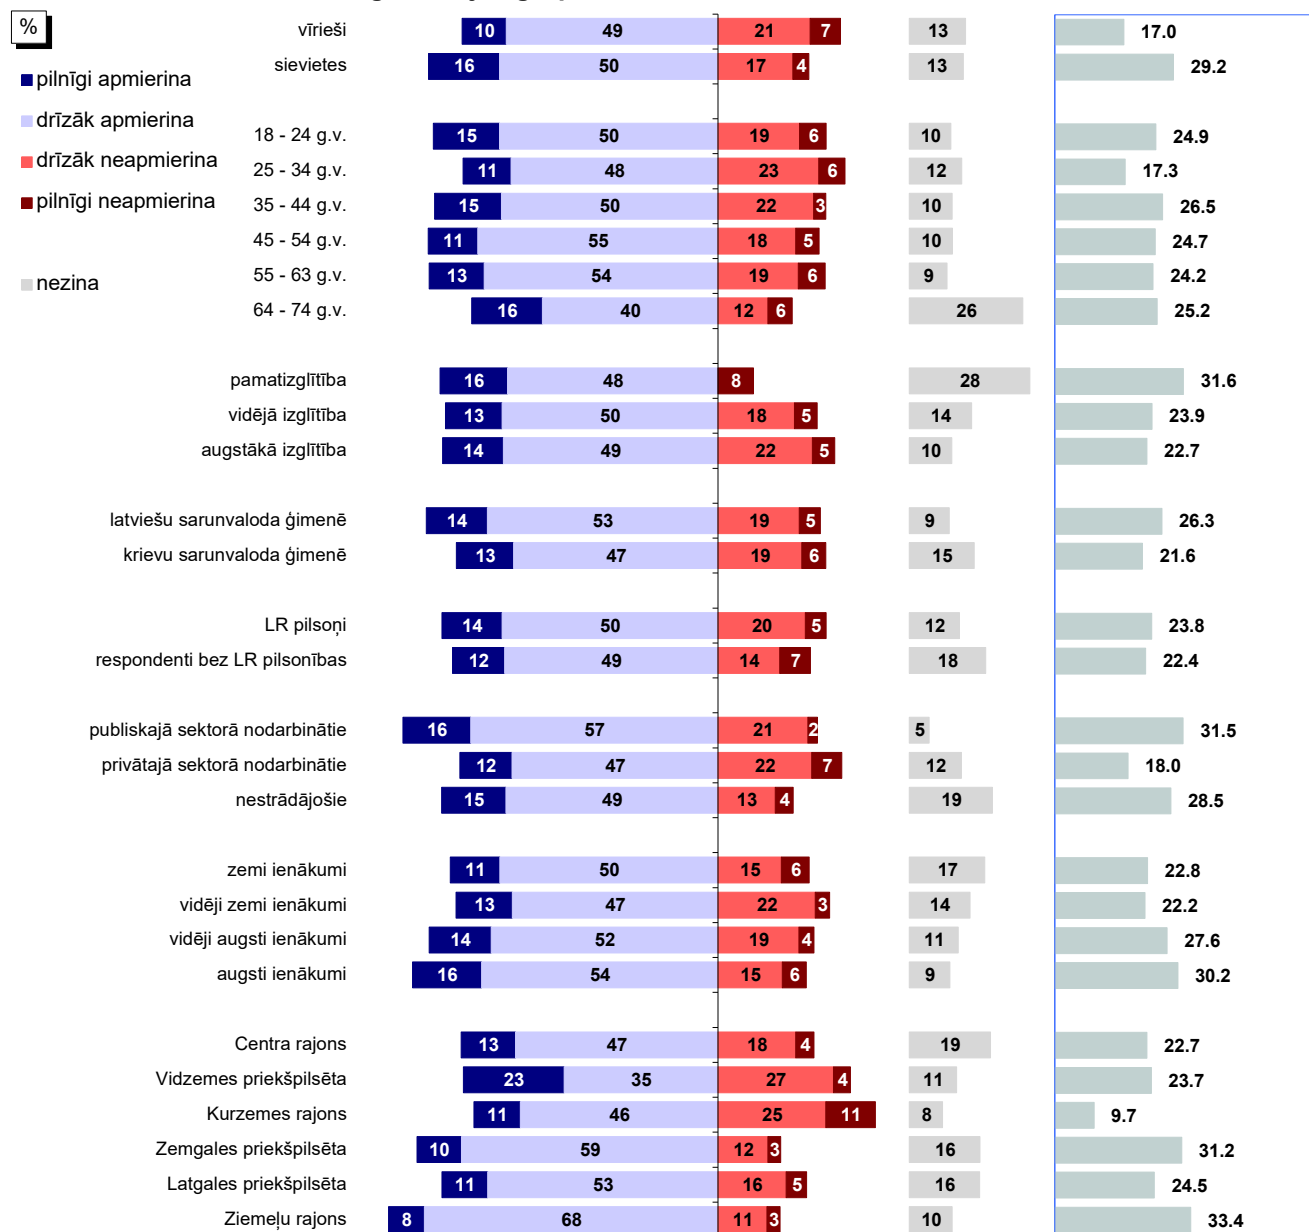 %
pilnīgi apmierina
drīzāk apmierina
drīzāk neapmierina
pilnīgi neapmierina
nezina
vīrieši 10 49 21 7 13 17.0
sievietes 16 50 17 4 13 29.2
18 - 24 g.v. 15 50 19 6 10 24.9
25 - 34 g.v. 11 48 23 6 12 17.3
35 - 44 g.v. 15 50 22 3 10 26.5
45 - 54 g.v. 11 55 18 5 10 24.7
55 - 63 g.v. 13 54 19 6 9 24.2
64 - 74 g.v. 16 40 12 6 26 25.2
pamatizglītība 16 48 8 28 31.6
vidējā izglītība 13 50 18 5 14 23.9
augstākā izglītība 14 49 22 5 10 22.7
latviešu sarunvaloda ģimenē 14 53 19 5 9 26.3
krievu sarunvaloda ģimenē 13 47 19 6 15 21.6
LR pilsoņi 14 50 20 5 12 23.8
respondenti bez LR pilsonības 12 49 14 7 18 22.4
publiskajā sektorā nodarbinātie 16 57 21 2 5 31.5
privātajā sektorā nodarbinātie 12 47 22 7 12 18.0
nestrādājošie 15 49 13 4 19 28.5
zemi ienākumi 11 50 15 6 17 22.8
vidēji zemi ienākumi 13 47 22 3 14 22.2
vidēji augsti ienākumi 14 52 19 4 11 27.6
augsti ienākumi 16 54 15 6 9 30.2
Centra rajons 13 47 18 4 19 22.7
Vidzemes priekšpilsēta 23 35 27 4 11 23.7
Kurzemes rajons 11 46 25 11 8 9.7
Zemgales priekšpilsēta 10 59 12 3 16 31.2
Latgales priekšpilsēta 11 53 16 5 16 24.5
Ziemeļu rajons 8 68 11 3 10 33.4